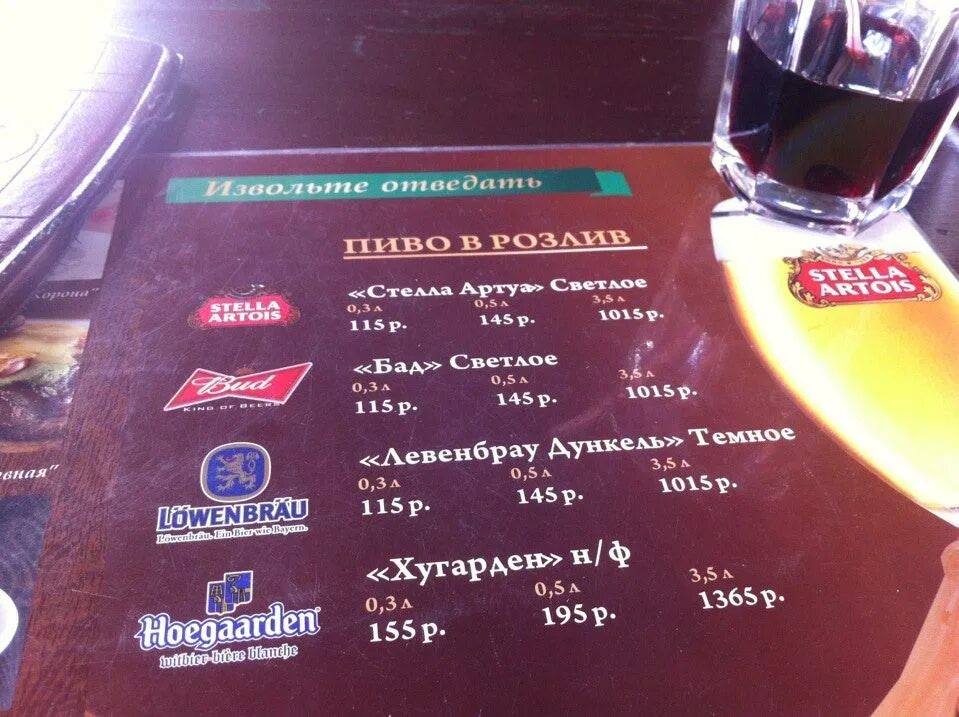 Извольте отведать
ПИВО В РОЗЛИВ
STELLA ARTOIS
«Стелла Артуа» Светлое
0,3 л 0,5 л 3,5 л
115 р. 145 р. 1015 р.
Bud
KING OF BEERS
«Бад» Светлое
0,3 л 0,5 л 3,5 л
115 р. 145 р. 1015 р.
LÖWENBRÄU
Löwenbräu. Ein Bier wie Bayern.
«Левенбрау Дункель» Темное
0,3 л 0,5 л 3,5 л
115 р. 145 р. 1015 р.
Hoegaarden
witbier-bière blanche
«Хугарден» н/ф
0,3 л 0,5 л 3,5 л
155 р. 195 р. 1365 р.
STELLA
ARTOIS